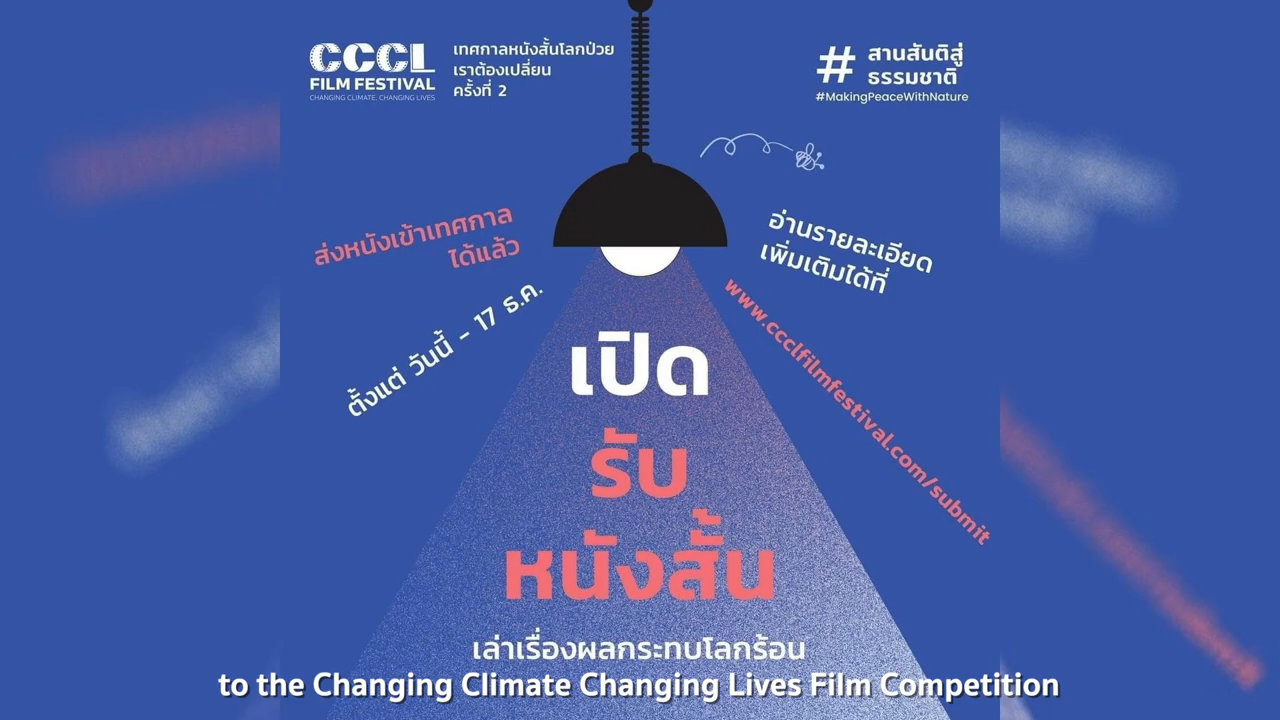 CCCL
FILM FESTIVAL
CHANGING CLIMATE, CHANGING LIVES
เทศกาลหนังสั้นโลกป่วย
เราต้องเปลี่ยน
ครั้งที่ 2
# สานสันติสู่
ธรรมชาติ
#MakingPeaceWithNature
ส่งหนังเข้าเทศกาล
ได้แล้ว
ตั้งแต่ วันนี้ - 17 ธ.ค.
อ่านรายละเอียด
เพิ่มเติมได้ที่
www.ccclfilmfestival.com/submit
เปิด
รับ
หนังสั้น
เล่าเรื่องผลกระทบโลกร้อน
to the Changing Climate Changing Lives Film Competition